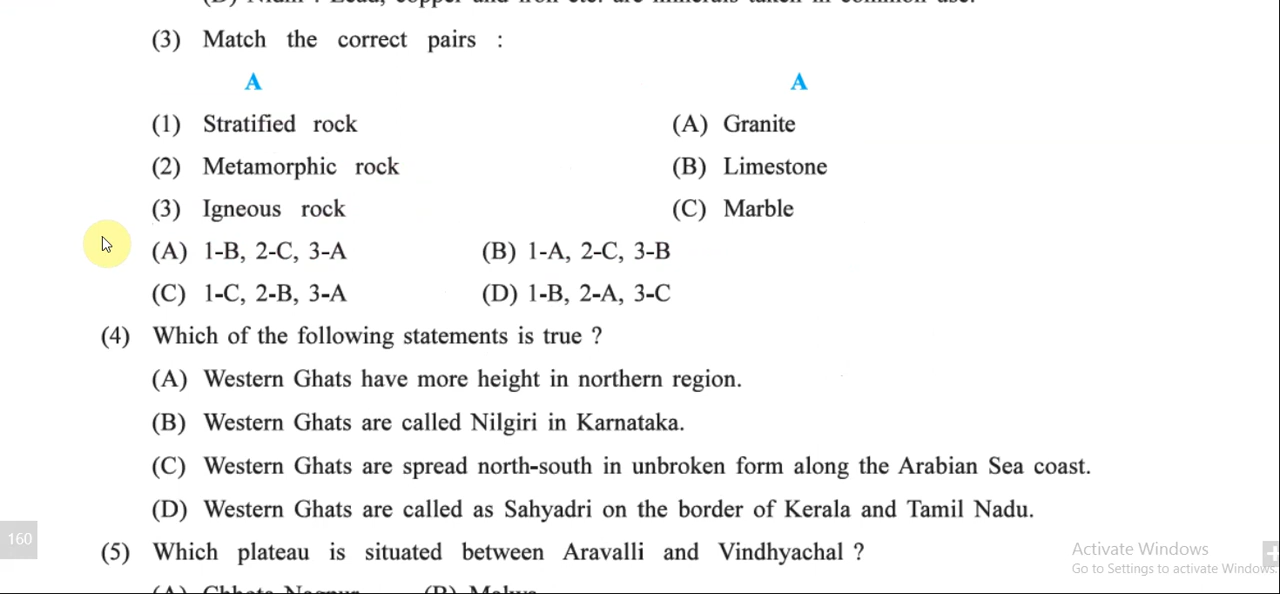 (3) Match the correct pairs :
A A
(1) Stratified rock (A) Granite
(2) Metamorphic rock (B) Limestone
(3) Igneous rock (C) Marble
(A) 1-B, 2-C, 3-A (B) 1-A, 2-C, 3-B
(C) 1-C, 2-B, 3-A (D) 1-B, 2-A, 3-C
(4) Which of the following statements is true ?
(A) Western Ghats have more height in northern region.
(B) Western Ghats are called Nilgiri in Karnataka.
(C) Western Ghats are spread north-south in unbroken form along the Arabian Sea coast.
(D) Western Ghats are called as Sahyadri on the border of Kerala and Tamil Nadu.
160
(5) Which plateau is situated between Aravalli and Vindhyachal ?
Activate Windows
Go to Settings to activate Windows.